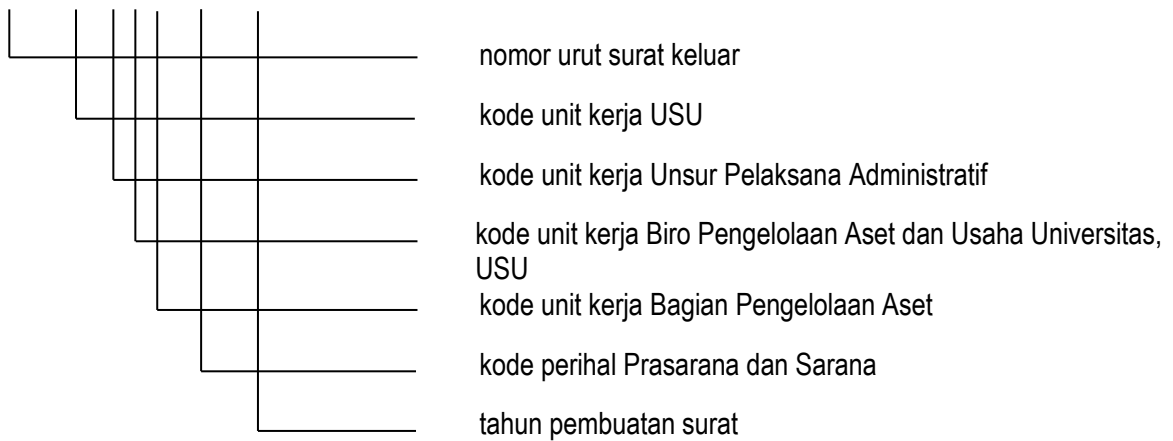 nomor urut surat keluar
kode unit kerja USU
kode unit kerja Unsur Pelaksana Administratif
kode unit kerja Biro Pengelolaan Aset dan Usaha Universitas,
USU
kode unit kerja Bagian Pengelolaan Aset
kode perihal Prasarana dan Sarana
tahun pembuatan surat